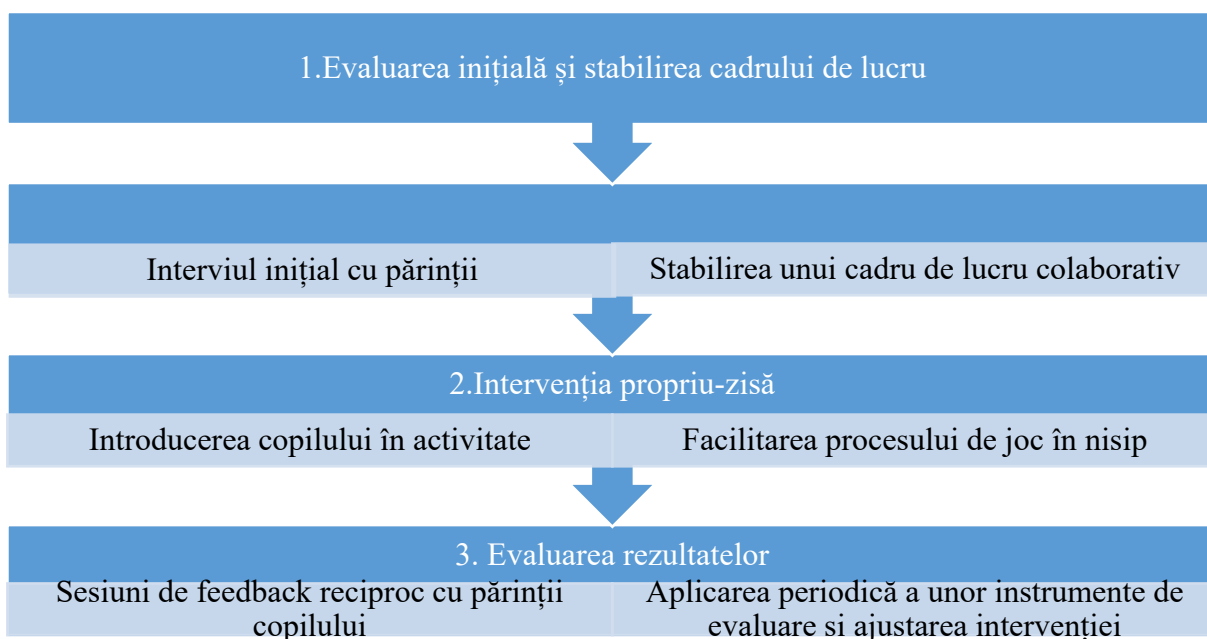 1.Evaluarea inițială și stabilirea cadrului de lucru
Interviul inițial cu părinții
Stabilirea unui cadru de lucru colaborativ
2.Intervenția propriu-zisă
Introducerea copilului în activitate
Facilitarea procesului de joc în nisip
3. Evaluarea rezultatelor
Sesiuni de feedback reciproc cu părinții
copilului
Aplicarea periodică a unor instrumente de
evaluare si ajustarea intervenției